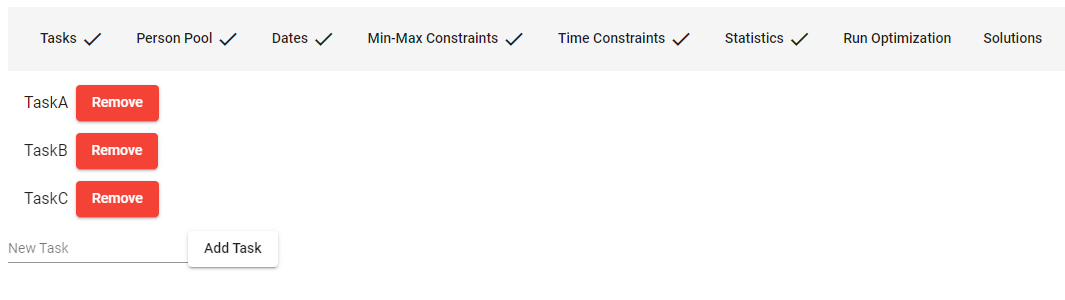 Tasks Person Pool Dates Min-Max Constraints Time Constraints Statistics Run Optimization Solutions
TaskA Remove
TaskB Remove
TaskC Remove
New Task Add Task